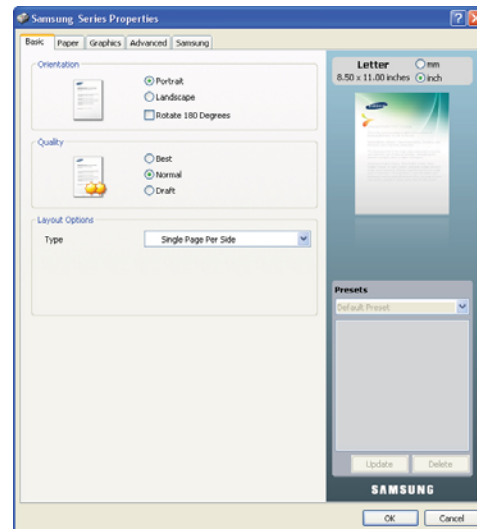 Samsung Series Properties
Basic Paper Graphics Advanced Samsung
Orientation
Portrait
Landscape
Rotate 180 Degrees
Quality
Best
Normal
Draft
Layout Options
Type Single Page Per Side
Letter mm
8.50 x 11.00 inches inch
Presets
Default Preset
Update Delete
SAMSUNG
OK Cancel